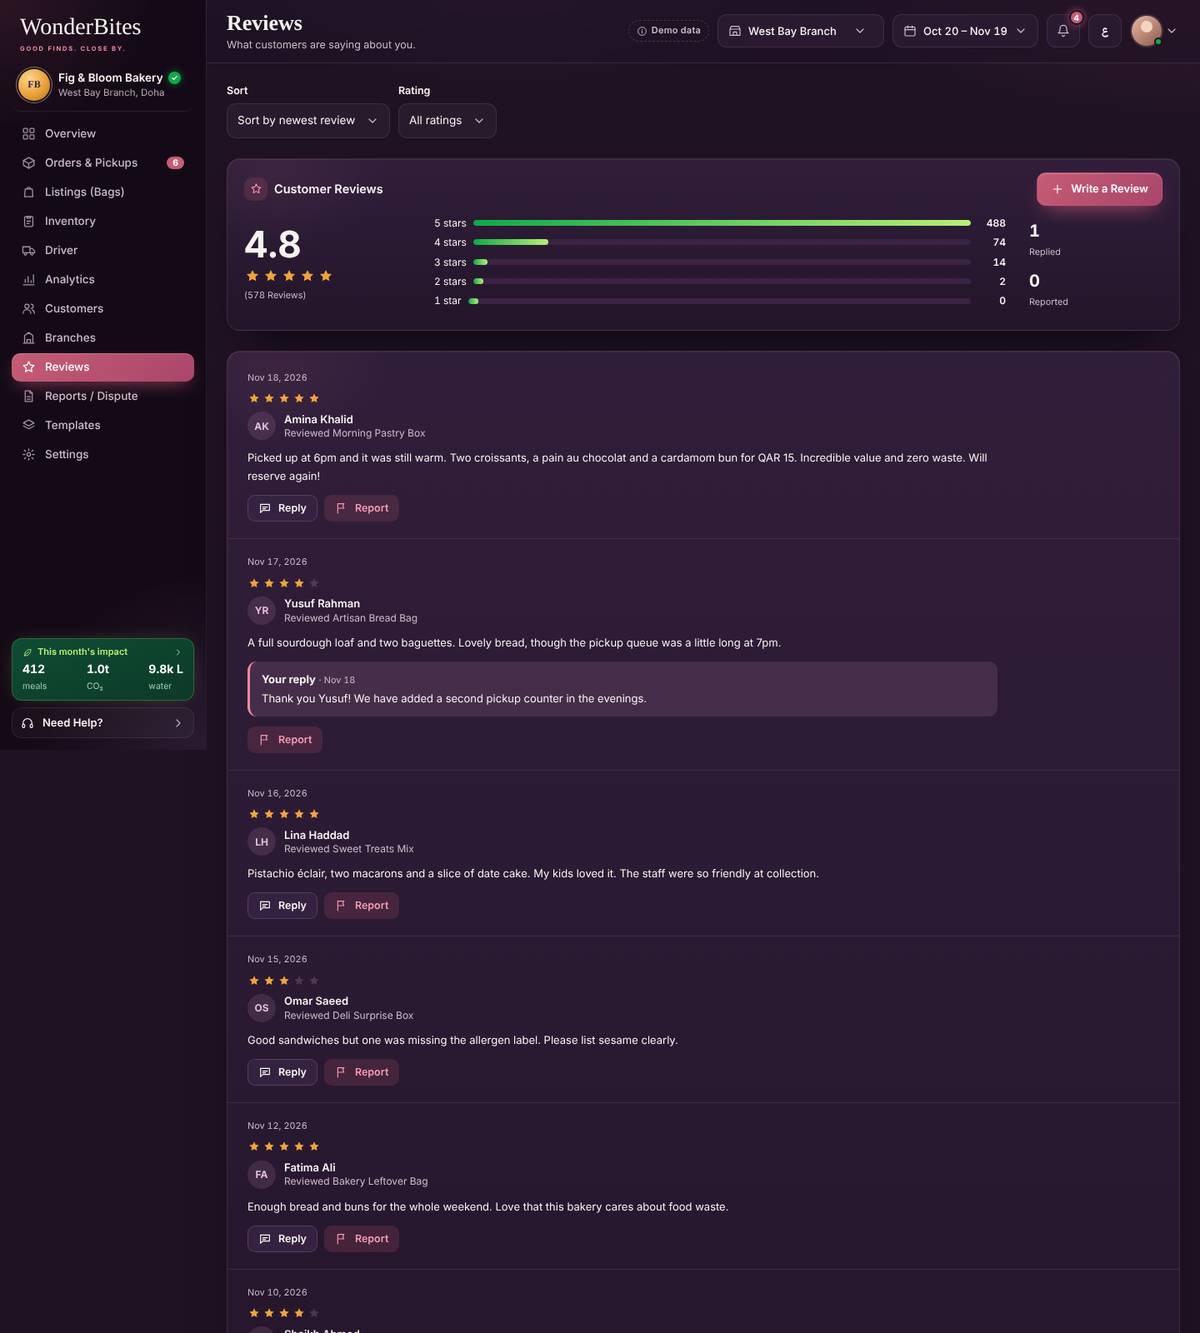 WonderBites
GOOD FINDS. CLOSE BY.
FB
Fig & Bloom Bakery
West Bay Branch, Doha
Overview
Orders & Pickups
6
Listings (Bags)
Inventory
Driver
Analytics
Customers
Branches
Reviews
Reports / Dispute
Templates
Settings
This month's impact
412
1.0t
9.8k L
meals
CO₂
water
Need Help?
Reviews
What customers are saying about you.
Demo data
West Bay Branch
Oct 20 – Nov 19
4
ع
Sort
Rating
Sort by newest review
All ratings
Customer Reviews
Write a Review
4.8
(578 Reviews)
5 stars 488
4 stars 74
3 stars 14
2 stars 2
1 star 0
1
Replied
0
Reported
Nov 18, 2026
AK
Amina Khalid
Reviewed Morning Pastry Box
Picked up at 6pm and it was still warm. Two croissants, a pain au chocolat and a cardamom bun for QAR 15. Incredible value and zero waste. Will
reserve again!
Reply
Report
Nov 17, 2026
YR
Yusuf Rahman
Reviewed Artisan Bread Bag
A full sourdough loaf and two baguettes. Lovely bread, though the pickup queue was a little long at 7pm.
Your reply · Nov 18
Thank you Yusuf! We have added a second pickup counter in the evenings.
Report
Nov 16, 2026
LH
Lina Haddad
Reviewed Sweet Treats Mix
Pistachio éclair, two macarons and a slice of date cake. My kids loved it. The staff were so friendly at collection.
Reply
Report
Nov 15, 2026
OS
Omar Saeed
Reviewed Deli Surprise Box
Good sandwiches but one was missing the allergen label. Please list sesame clearly.
Reply
Report
Nov 12, 2026
FA
Fatima Ali
Reviewed Bakery Leftover Bag
Enough bread and buns for the whole weekend. Love that this bakery cares about food waste.
Reply
Report
Nov 10, 2026